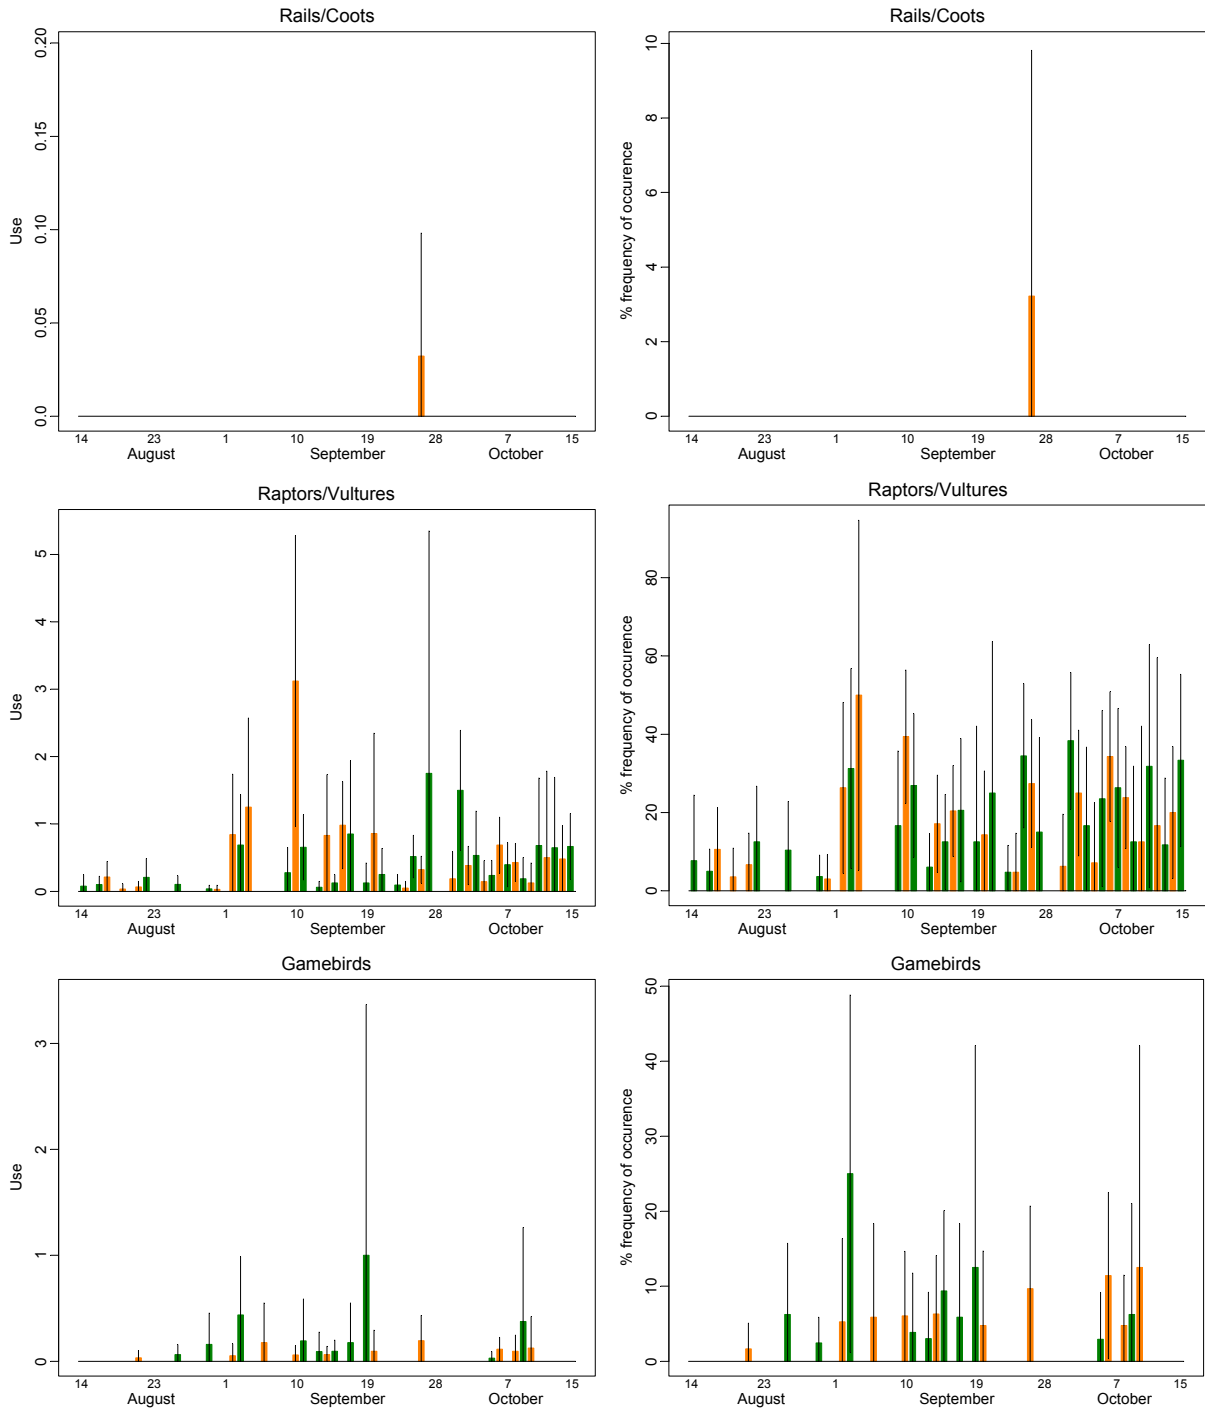 Rails/Coots
Use
0.20
0.15
0.10
0.05
0.0
14 23 1 10 19 28 7 15
August September October
Rails/Coots
% frequency of occurence
10
8
6
4
2
0
14 23 1 10 19 28 7 15
August September October
Raptors/Vultures
Use
5
4
3
2
1
0
14 23 1 10 19 28 7 15
August September October
Raptors/Vultures
% frequency of occurence
80
60
40
20
0
14 23 1 10 19 28 7 15
August September October
Gamebirds
Use
3
2
1
0
14 23 1 10 19 28 7 15
August September October
Gamebirds
% frequency of occurence
50
40
30
20
10
0
14 23 1 10 19 28 7 15
August September October